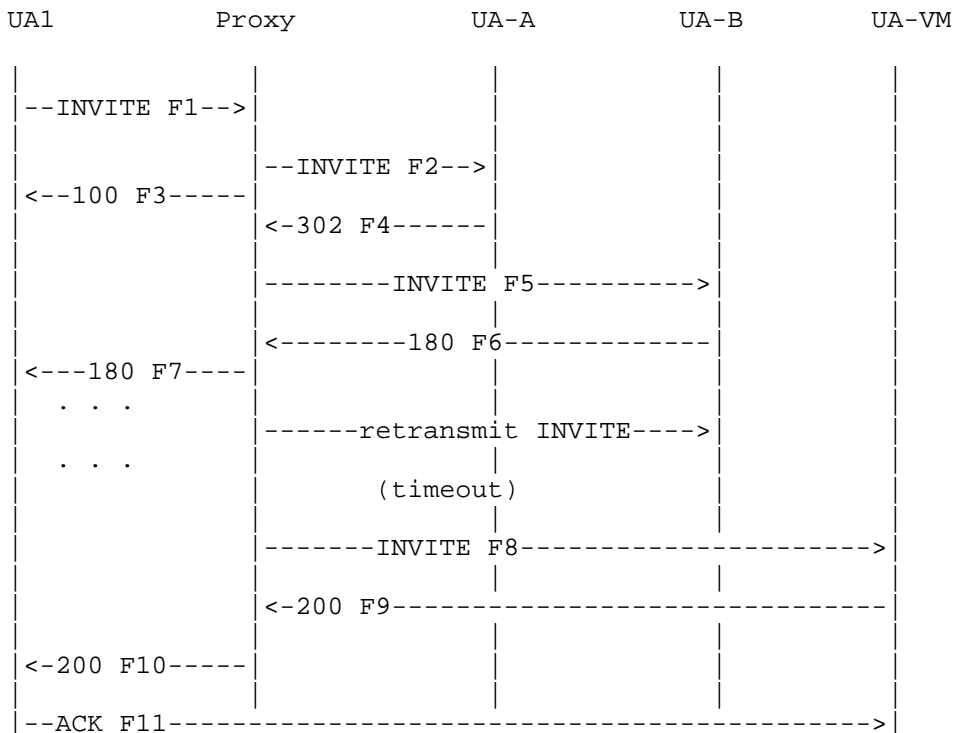 UA1 Proxy UA-A UA-B UA-VM
--INVITE F1-->
--INVITE F2-->
<--100 F3-----
<-302 F4------
--------INVITE F5---------->
<--------180 F6-------------
<---180 F7----
. . .
------retransmit INVITE---->
. . .
(timeout)
-------INVITE F8---------------------->
<-200 F9-------------------------------
<-200 F10-----
--ACK F11-------------------------------------------->